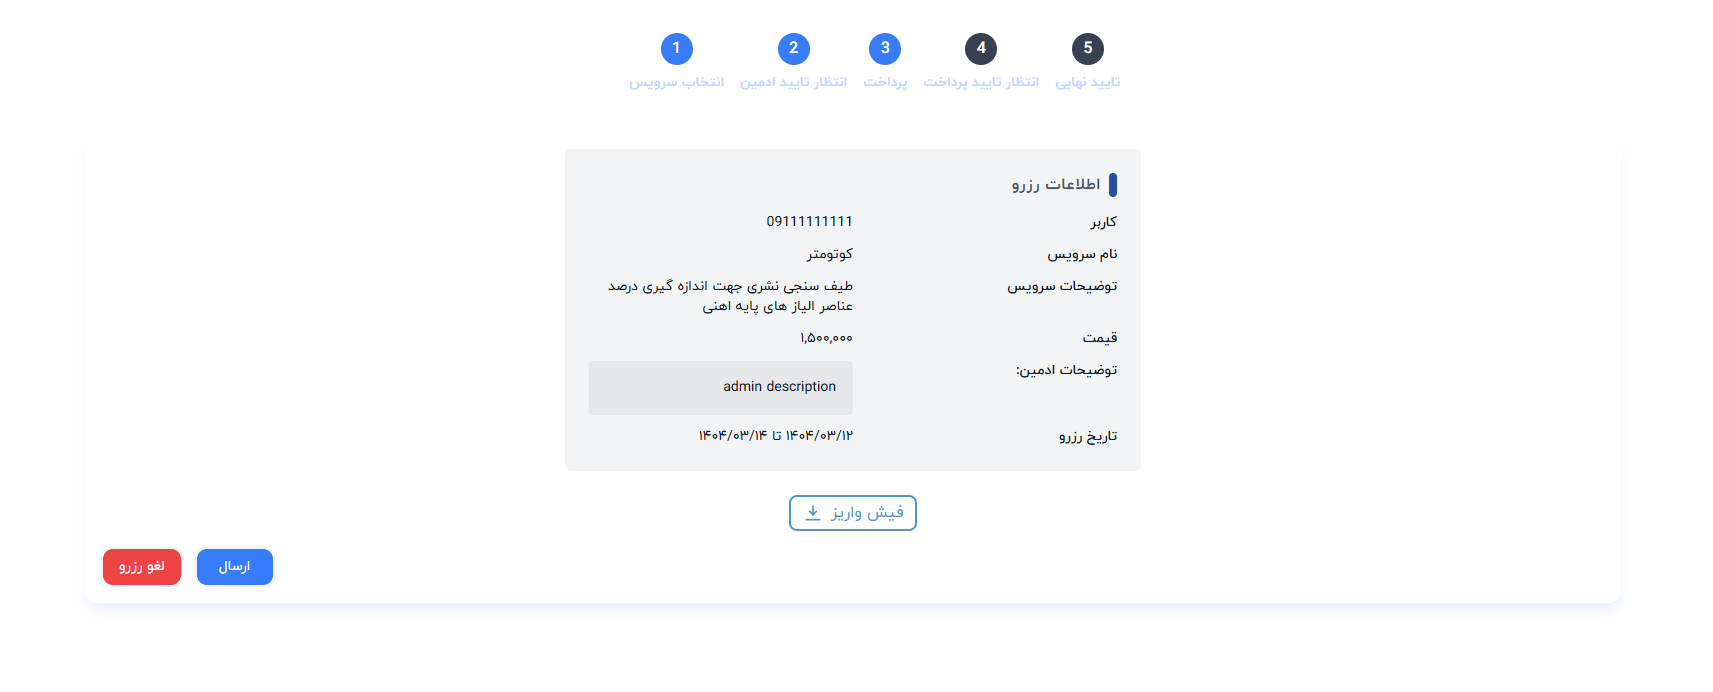 1 2 3 4 5
انتخاب سرویس انتظار تایید ادمین پرداخت انتظار تایید پرداخت تایید نهایی
اطلاعات رزرو
کاربر 09111111111
نام سرویس کوتومتر
توضیحات سرویس طیف سنجی نشری جهت اندازه گیری درصد
عناصر الیاژ های پایه اهنی
قیمت ۱,۵۰۰,۰۰۰
توضیحات ادمین: admin description
تاریخ رزرو ۱۴۰۴/۰۳/۱۲ تا ۱۴۰۴/۰۳/۱۴
فیش واریز
ارسال لغو رزرو